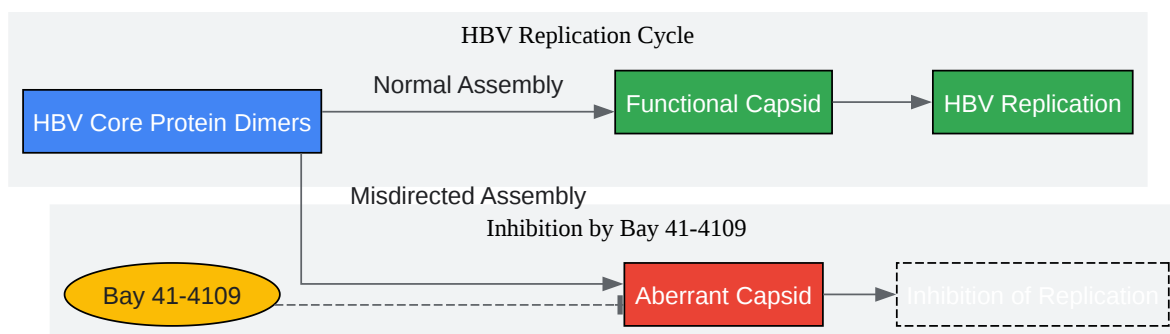 HBV Replication Cycle
Normal Assembly
HBV Core Protein Dimers
Functional Capsid
HBV Replication
Misdirected Assembly
Inhibition by Bay 41-4109
Bay 41-4109
Aberrant Capsid
Inhibition of Replication